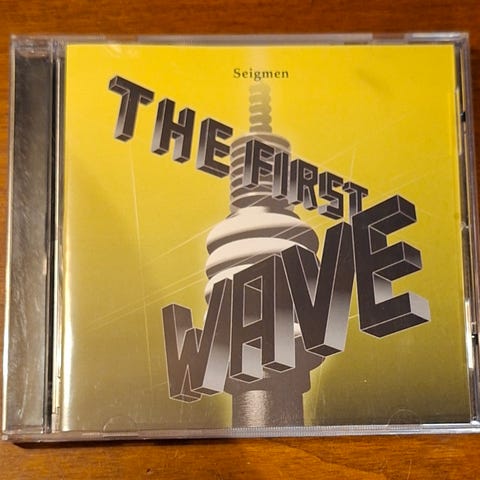 Seigmen
THE FIRST
WAVE